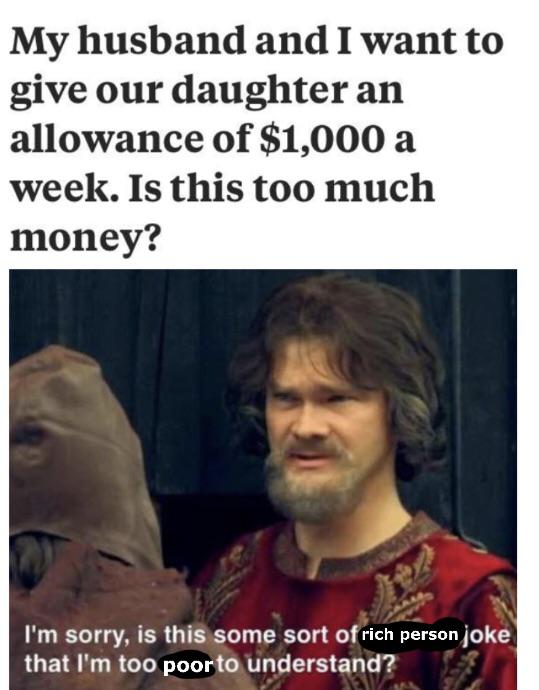 My husband and I want to
give our daughter an
allowance of $1,000 a
week. Is this too much
money?
I'm sorry, is this some sort of rich person joke
that I'm too poor to understand?